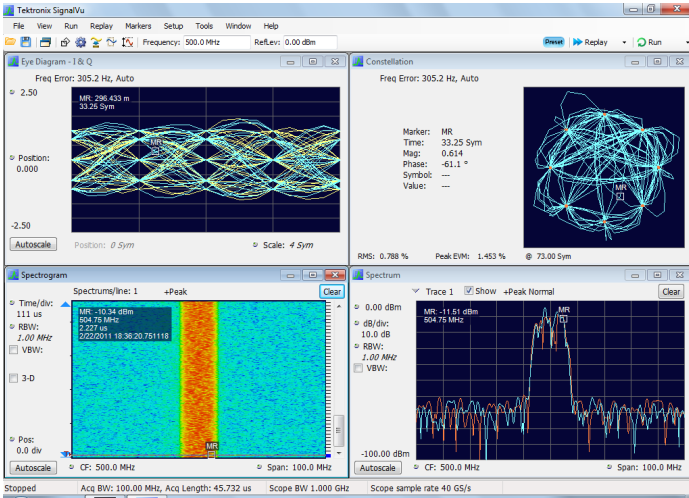 Tektronix SignalVu
File View Run Replay Markers Setup Tools Window Help
Frequency: 500.0 MHz RefLev: 0.00 dBm Preset Replay Run
Eye Diagram - I & Q
Freq Error: 305.2 Hz, Auto
2.50
MR: 296.433 m
33.25 Sym
MR
Position:
0.000
-2.50
Autoscale Position: 0 Sym Scale: 4 Sym
Constellation
Freq Error: 305.2 Hz, Auto
Marker: MR
Time: 33.25 Sym
Mag: 0.614
Phase: -61.1 °
Symbol: ---
Value: ---
MR
RMS: 0.788 % Peak EVM: 1.453 % @ 73.00 Sym
Spectrogram
Spectrums/line: 1 +Peak Clear
Time/div:
111 us
RBW:
1.00 MHz
VBW:
3-D
Pos:
0.0 div
MR: -10.34 dBm
504.75 MHz
2.227 us
2/22/2011 18:36:20.751118
MR
Autoscale CF: 500.0 MHz Span: 100.0 MHz
Spectrum
Trace 1 Show +Peak Normal Clear
0.00 dBm
dB/div:
10.0 dB
RBW:
1.00 MHz
VBW:
MR: -11.51 dBm
504.75 MHz
MR
-100.00 dBm
Autoscale CF: 500.0 MHz Span: 100.0 MHz
Stopped Acq BW: 100.00 MHz, Acq Length: 45.732 us Scope BW 1.000 GHz Scope sample rate 40 GS/s